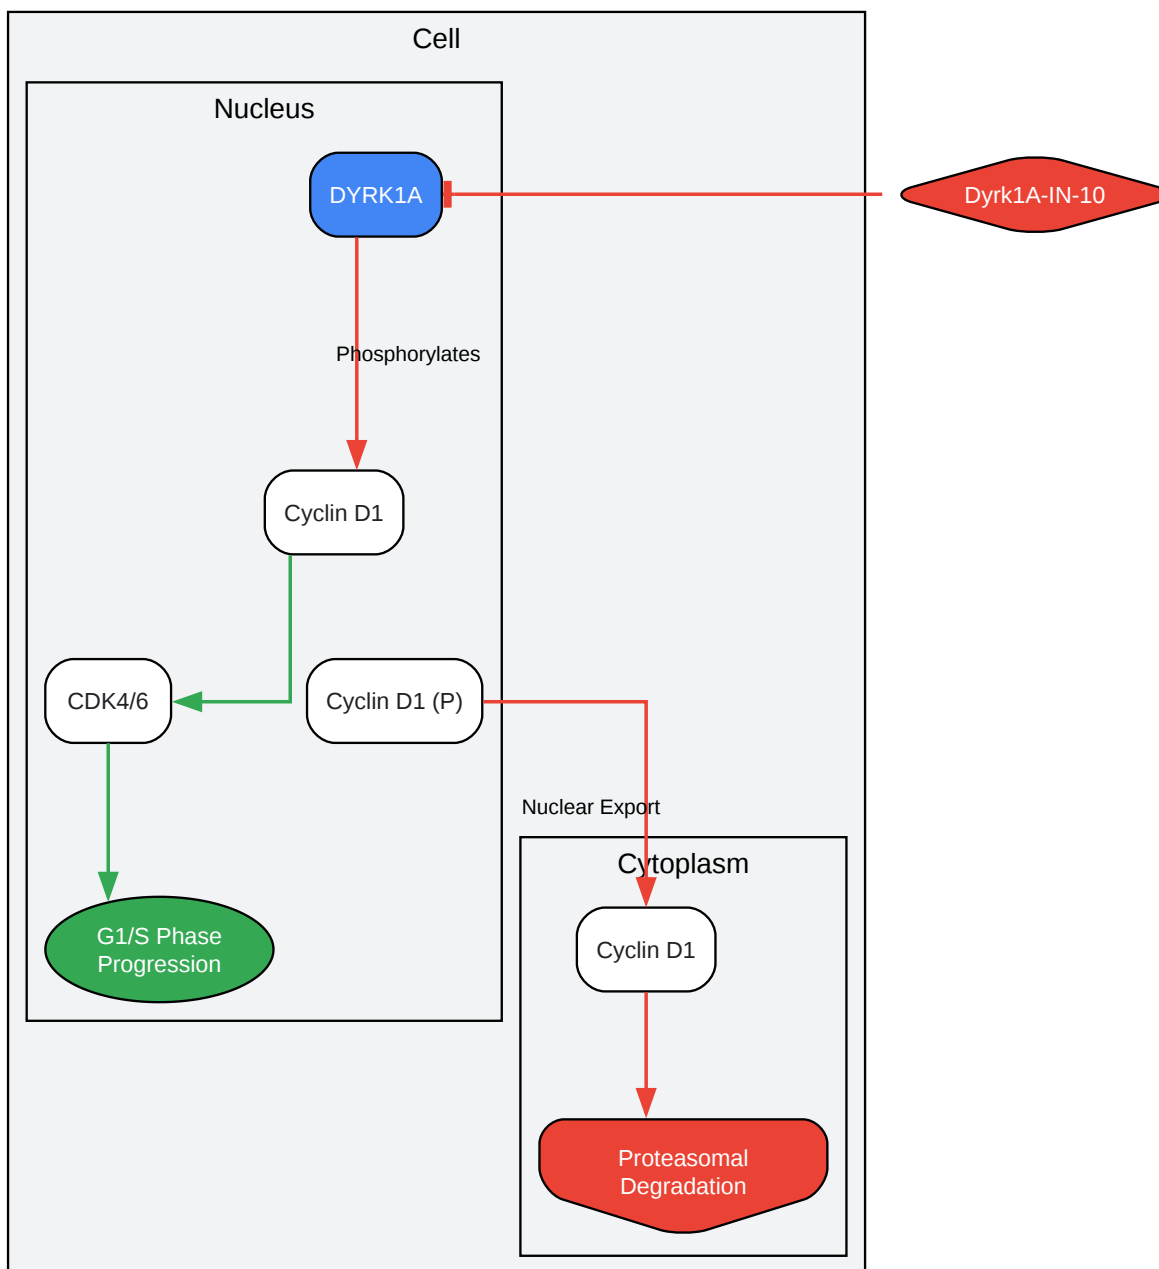 Cell
Nucleus
DYRK1A
Dyrk1A-IN-10
Phosphorylates
Cyclin D1
CDK4/6
Cyclin D1 (P)
Nuclear Export
Cytoplasm
G1/S Phase
Progression
Cyclin D1
Proteasomal
Degradation